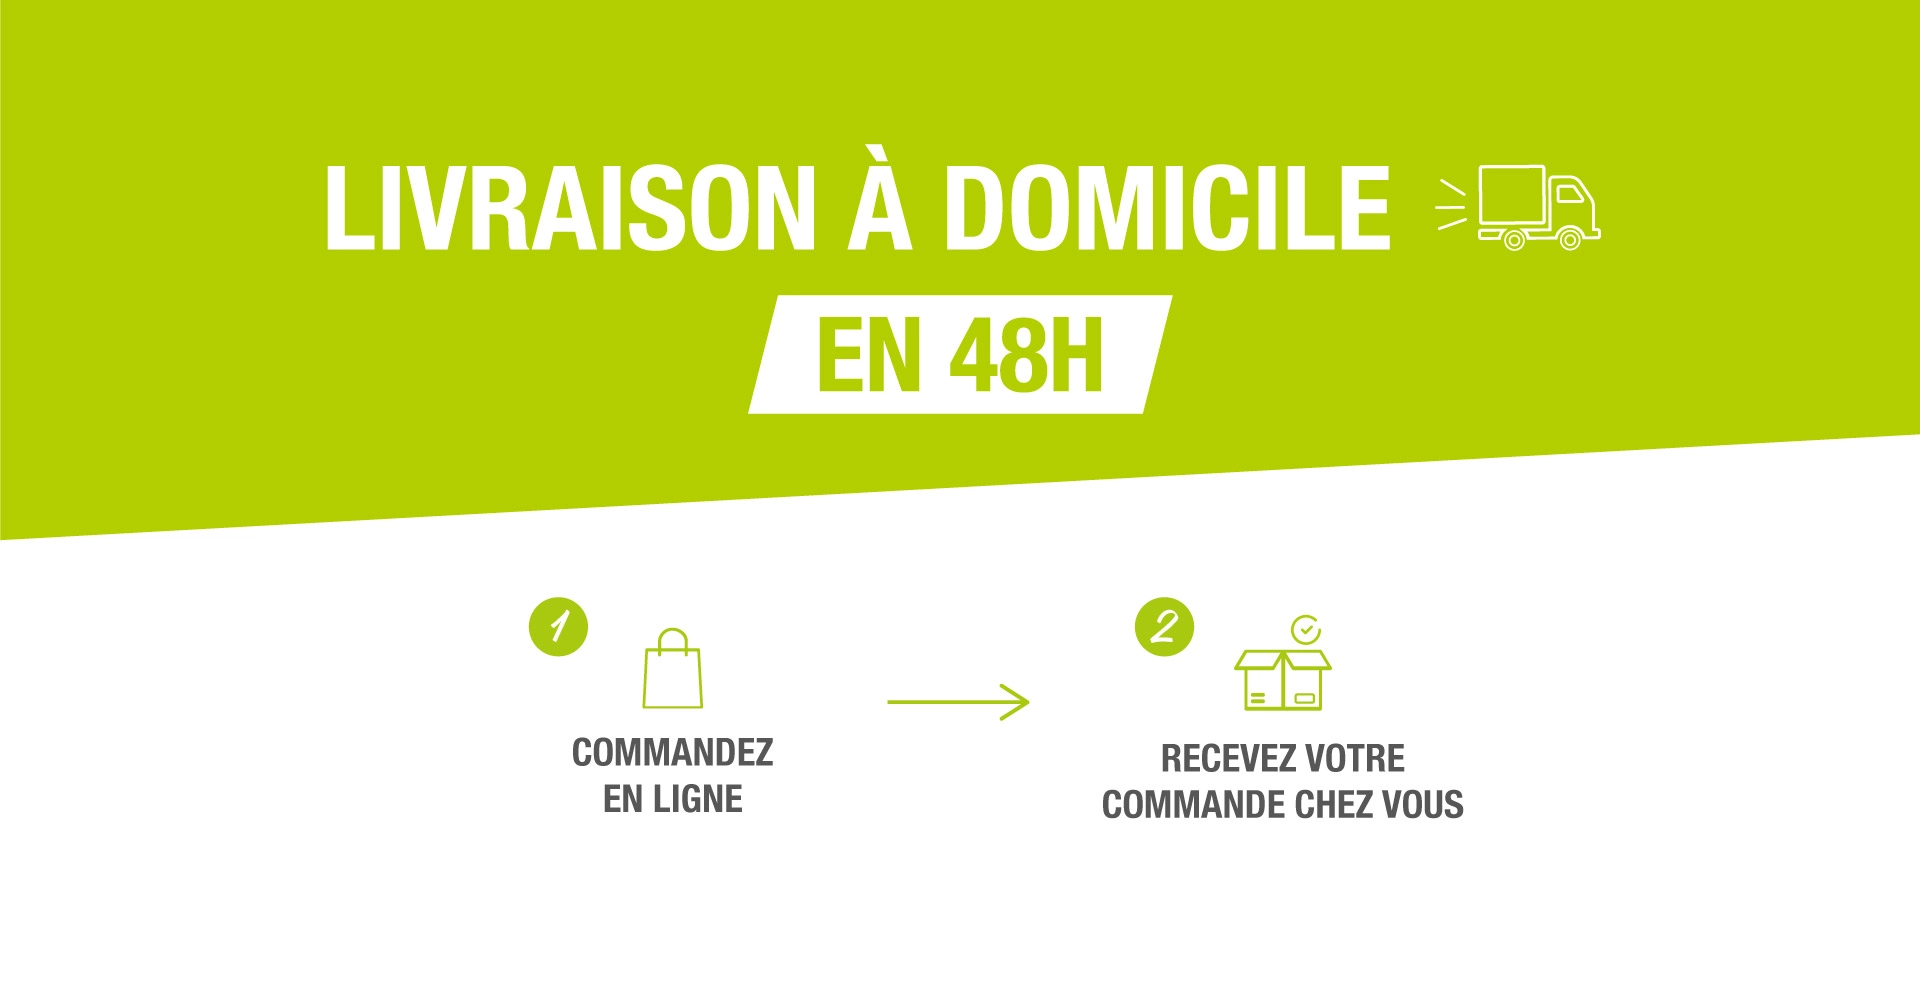 LIVRAISON À DOMICILE
EN 48H
1
COMMANDEZ
EN LIGNE
2
RECEVEZ VOTRE
COMMANDE CHEZ VOUS